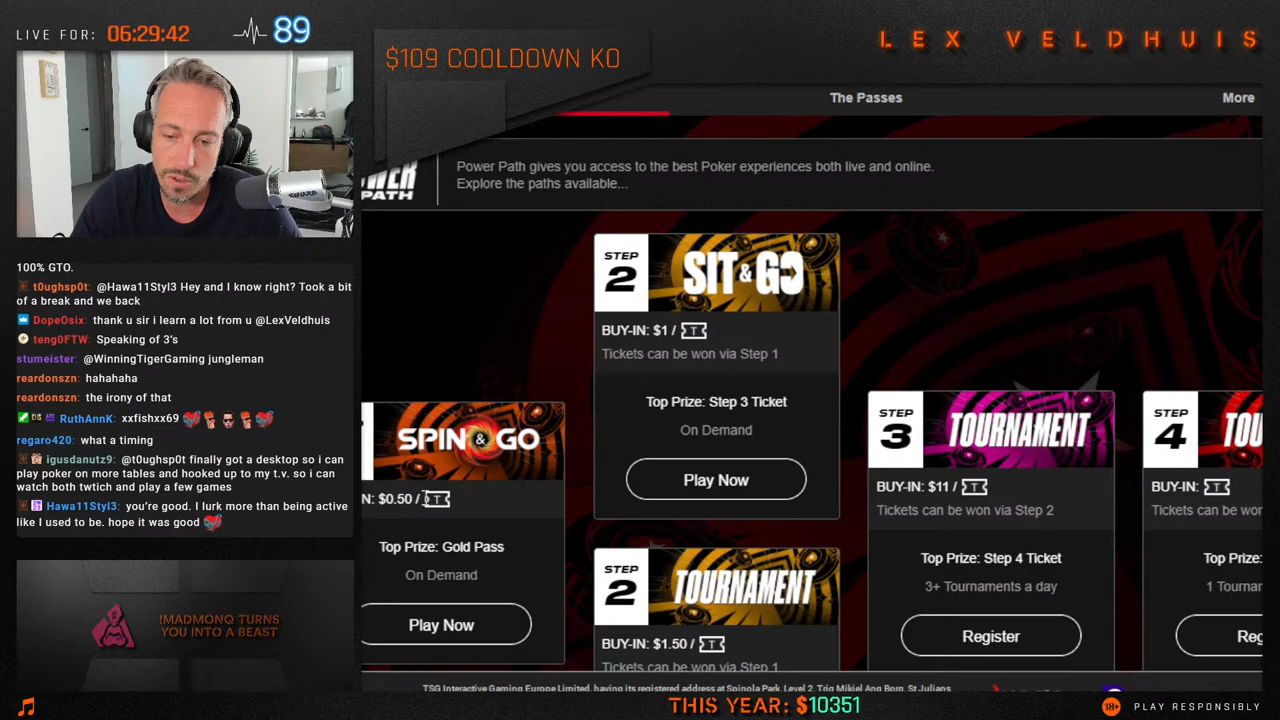 LIVE FOR: 06:29:42
89
$109 COOLDOWN KO
LEX VELDHUIS
The Passes
More
PATH
Power Path gives you access to the best Poker experiences both live and online.
Explore the paths available...
100% GTO.
t0ughsp0t: @Hawa11Styl3 Hey and I know right? Took a bit
of a break and we back
DopeOsix: thank u sir i learn a lot from u @LexVeldhuis
teng0FTW: Speaking of 3’s
stumeister: @WinningTigerGaming jungleman
reardonszn: hahahaha
reardonszn: the irony of that
RuthAnnK: xxfishxx69
regaro420: what a timing
igusdanutz9: @t0ughsp0t finally got a desktop so i can
play poker on more tables and hooked up to my t.v. so i can
watch both twtich and play a few games
Hawa11Styl3: you’re good. I lurk more than being active
like I used to be. hope it was good
!MADMONQ TURNS
YOU INTO A BEAST
SPIN & GO
N: $0.50 / T
Top Prize: Gold Pass
On Demand
Play Now
STEP
2
SIT & GO
BUY-IN: $1 / T
Tickets can be won via Step 1
Top Prize: Step 3 Ticket
On Demand
Play Now
STEP
2
TOURNAMENT
BUY-IN: $1.50 / T
Tickets can be won via Step 1
STEP
3
TOURNAMENT
BUY-IN: $11 / T
Tickets can be won via Step 2
Top Prize: Step 4 Ticket
3+ Tournaments a day
Register
STEP
4
TOU
BUY-IN: T
Tickets can be wor
Top Prize:
1 Tournar
Reg
TSG Interactive Gaming Europe Limited, having its registered address at Spinola Park, Level 2, Triq Mikiel Ang Borg, St Julians
THIS YEAR: $10351
18+ PLAY RESPONSIBLY